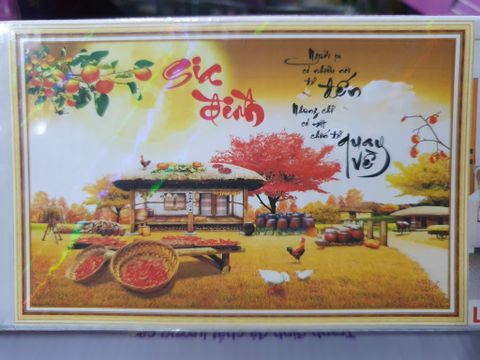 Gia
đình
Người ta
có nhiều nơi
để đến
Nhưng chỉ
có một
chốn để
quay
về